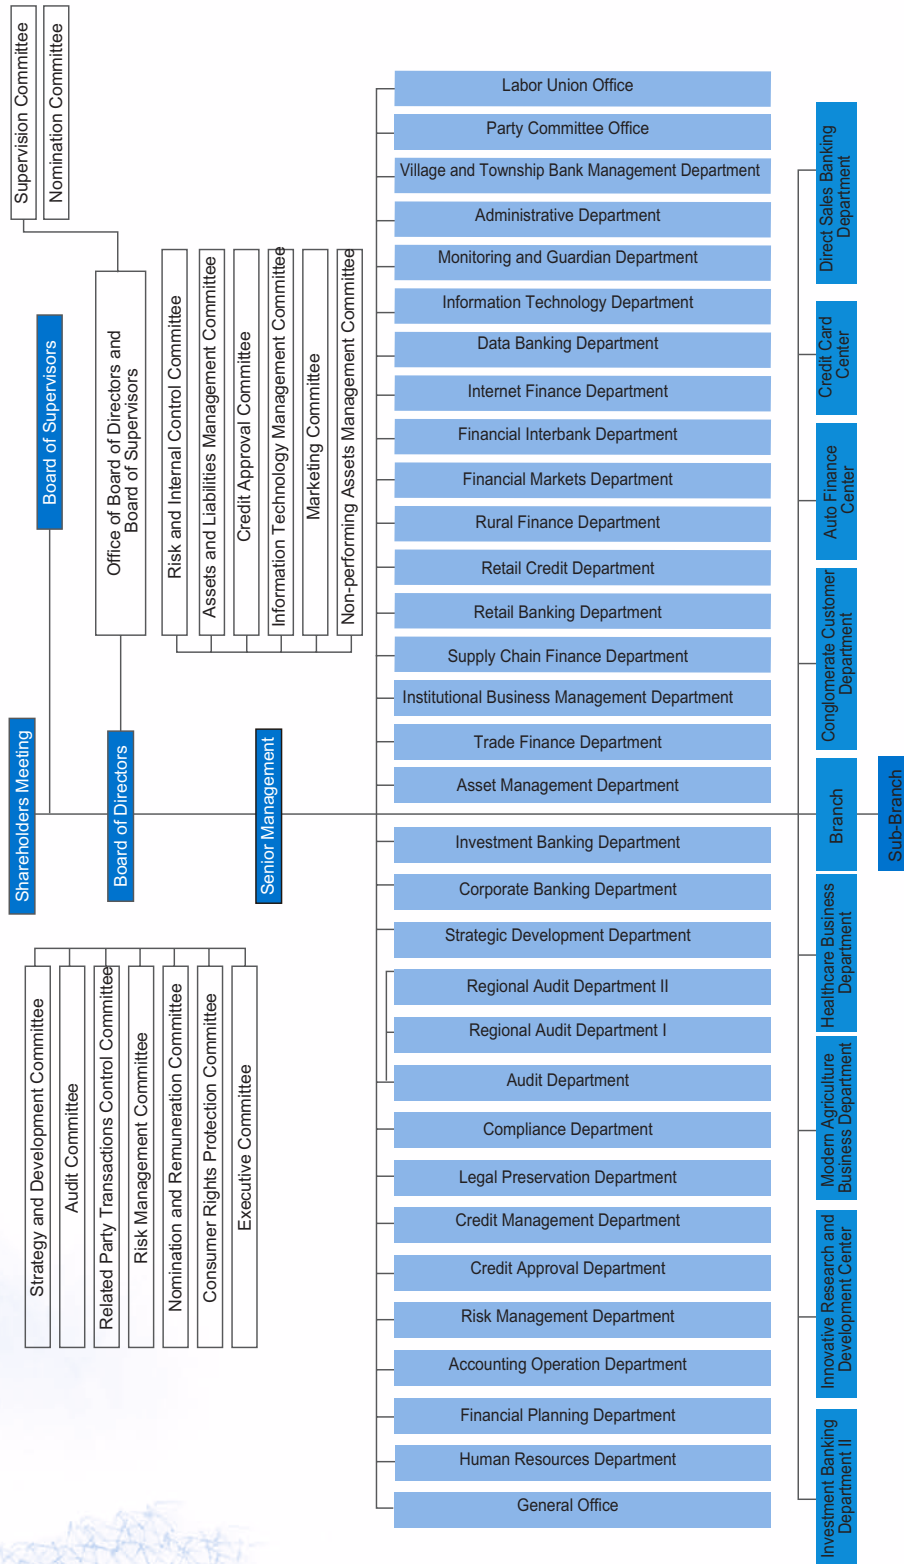 Shareholders Meeting
Board of Supervisors
Supervision Committee
Nomination Committee
Board of Directors
Office of Board of Directors and
Board of Supervisors
Strategy and Development Committee
Audit Committee
Related Party Transactions Control Committee
Risk Management Committee
Nomination and Remuneration Committee
Consumer Rights Protection Committee
Executive Committee
Senior Management
Risk and Internal Control Committee
Assets and Liabilities Management Committee
Credit Approval Committee
Information Technology Management Committee
Marketing Committee
Non-performing Assets Management Committee
Labor Union Office
Party Committee Office
Village and Township Bank Management Department
Administrative Department
Monitoring and Guardian Department
Information Technology Department
Data Banking Department
Internet Finance Department
Financial Interbank Department
Financial Markets Department
Rural Finance Department
Retail Credit Department
Retail Banking Department
Supply Chain Finance Department
Institutional Business Management Department
Trade Finance Department
Asset Management Department
Investment Banking Department
Corporate Banking Department
Strategic Development Department
Regional Audit Department II
Regional Audit Department I
Audit Department
Compliance Department
Legal Preservation Department
Credit Management Department
Credit Approval Department
Risk Management Department
Accounting Operation Department
Financial Planning Department
Human Resources Department
General Office
Direct Sales Banking
Department
Credit Card
Center
Auto Finance
Center
Conglomerate Customer
Department
Branch
Healthcare Business
Department
Modern Agriculture
Business Department
Innovative Research and
Development Center
Investment Banking
Department II
Sub-Branch